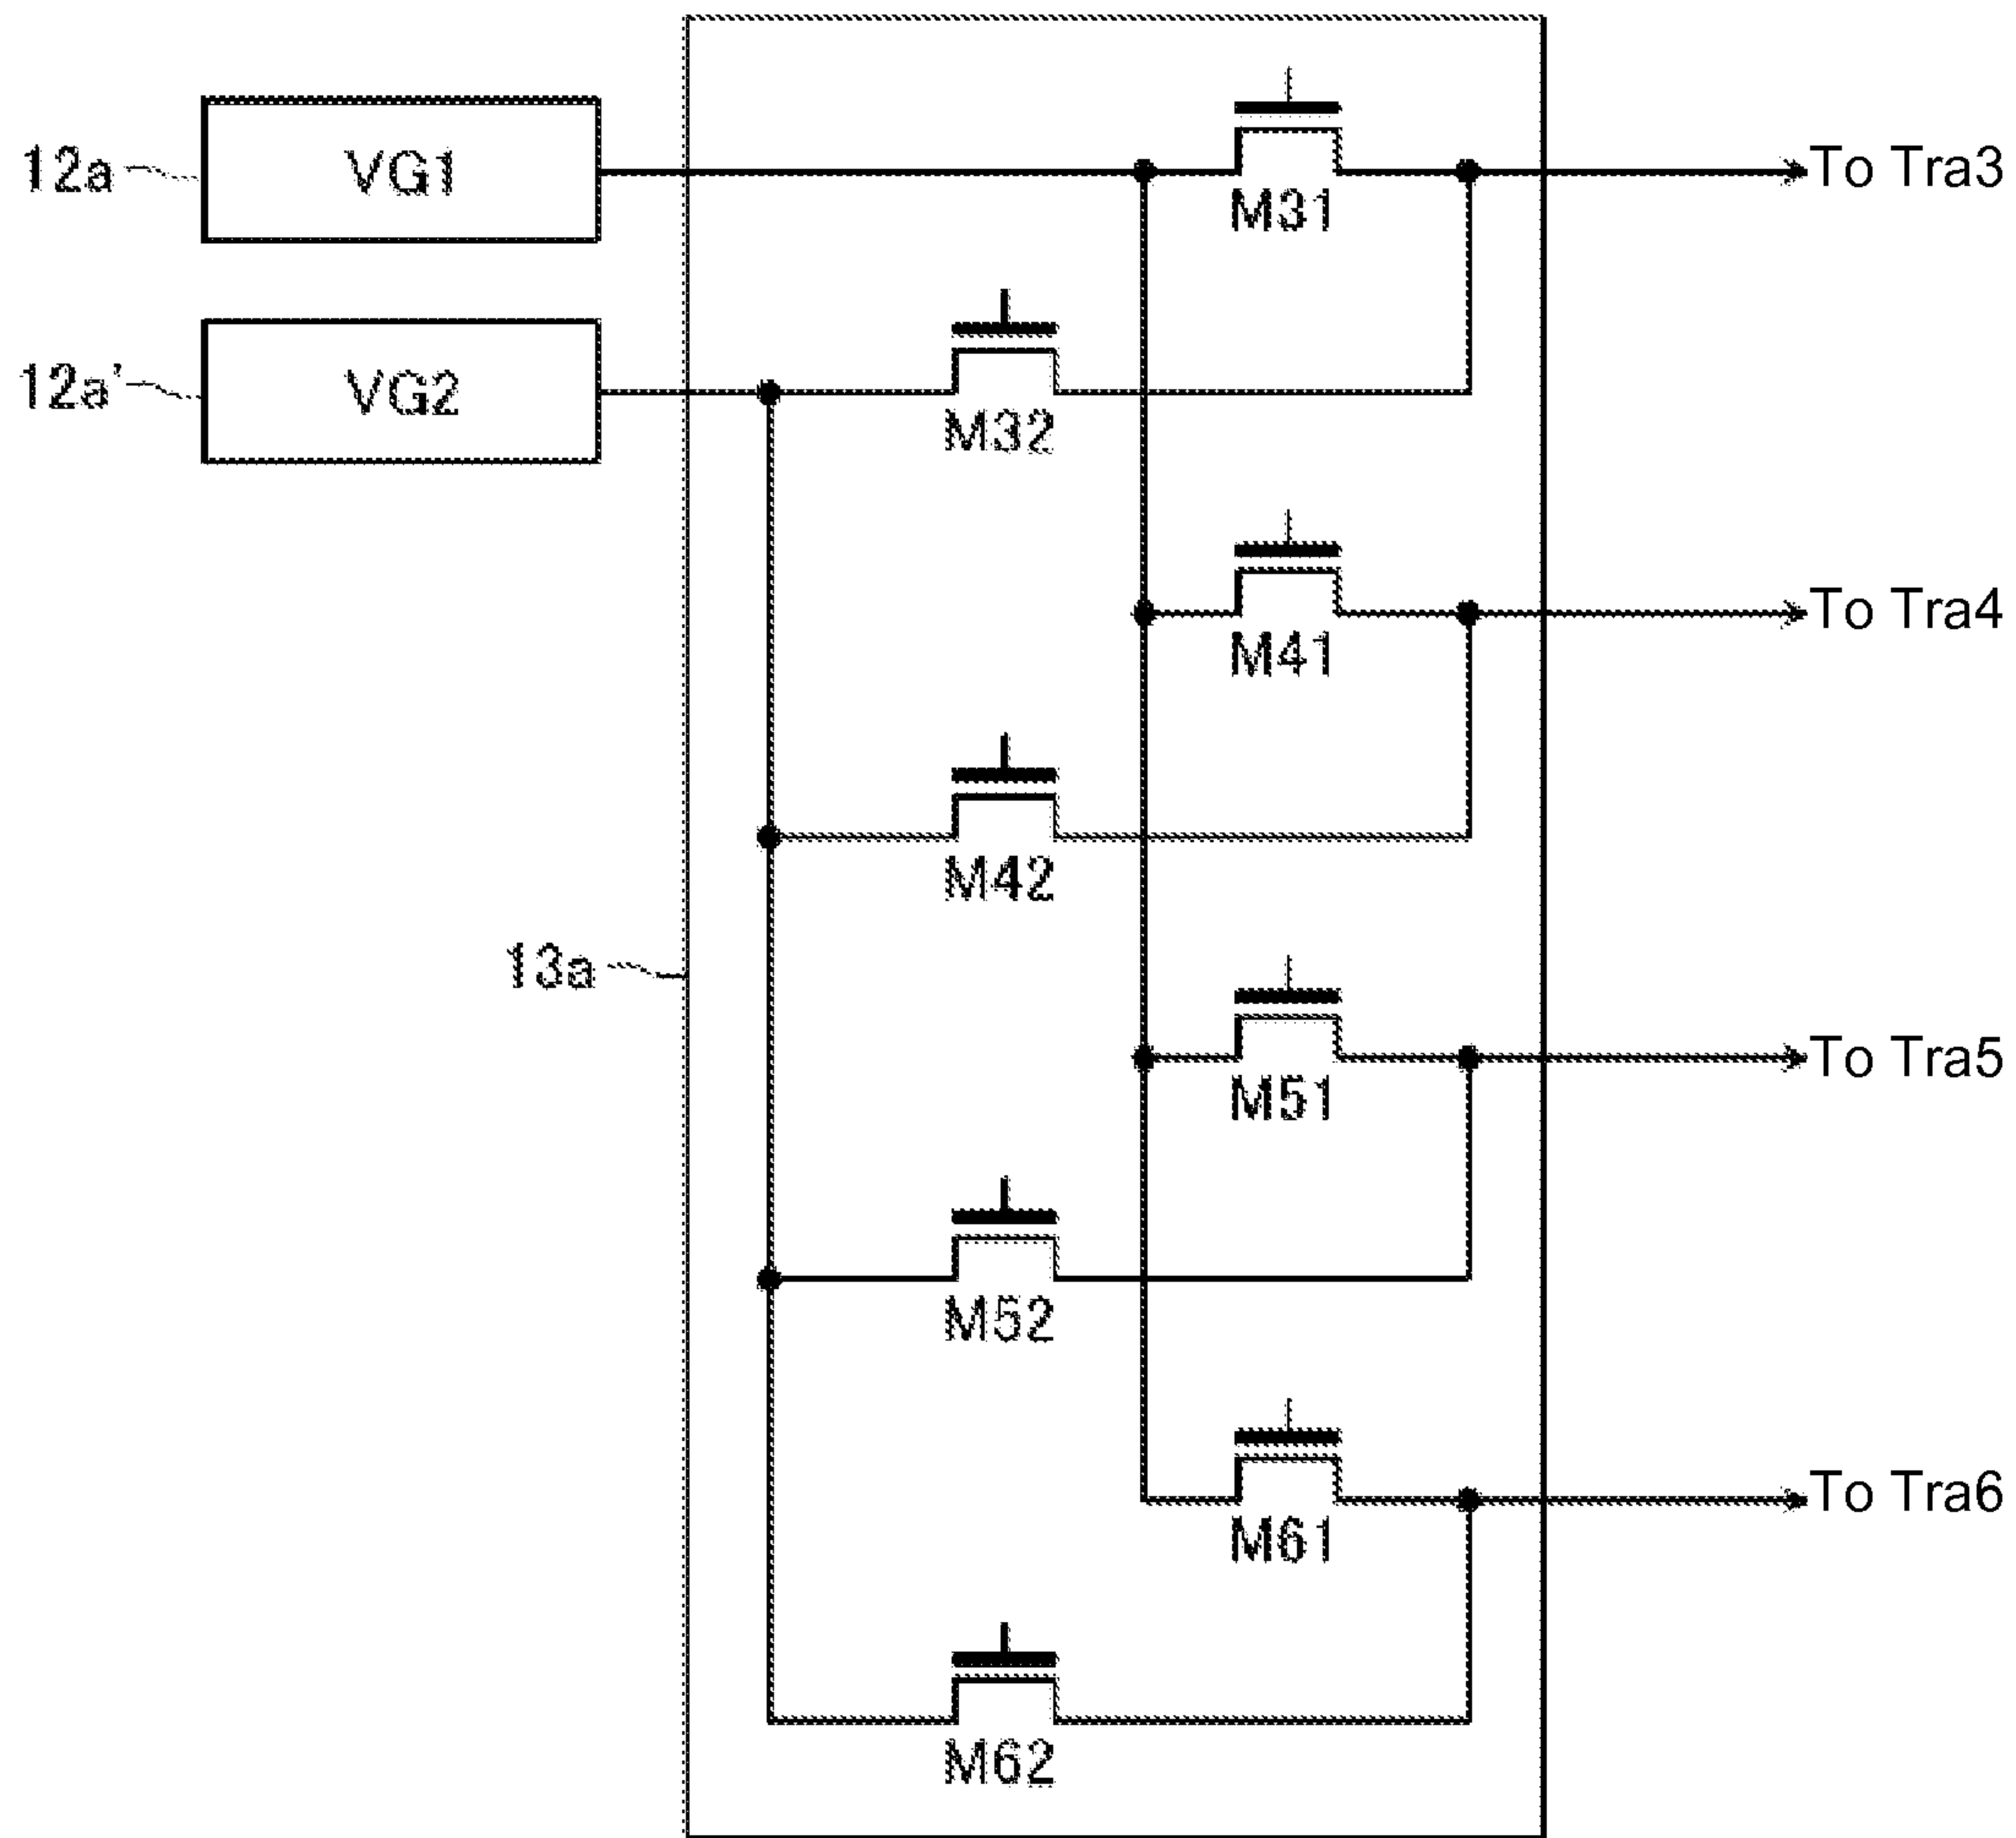 12a
VG1
M31
To Tra3
12a'
VG2
M32
M41
To Tra4
M42
13a
M51
To Tra5
M52
M61
To Tra6
M62